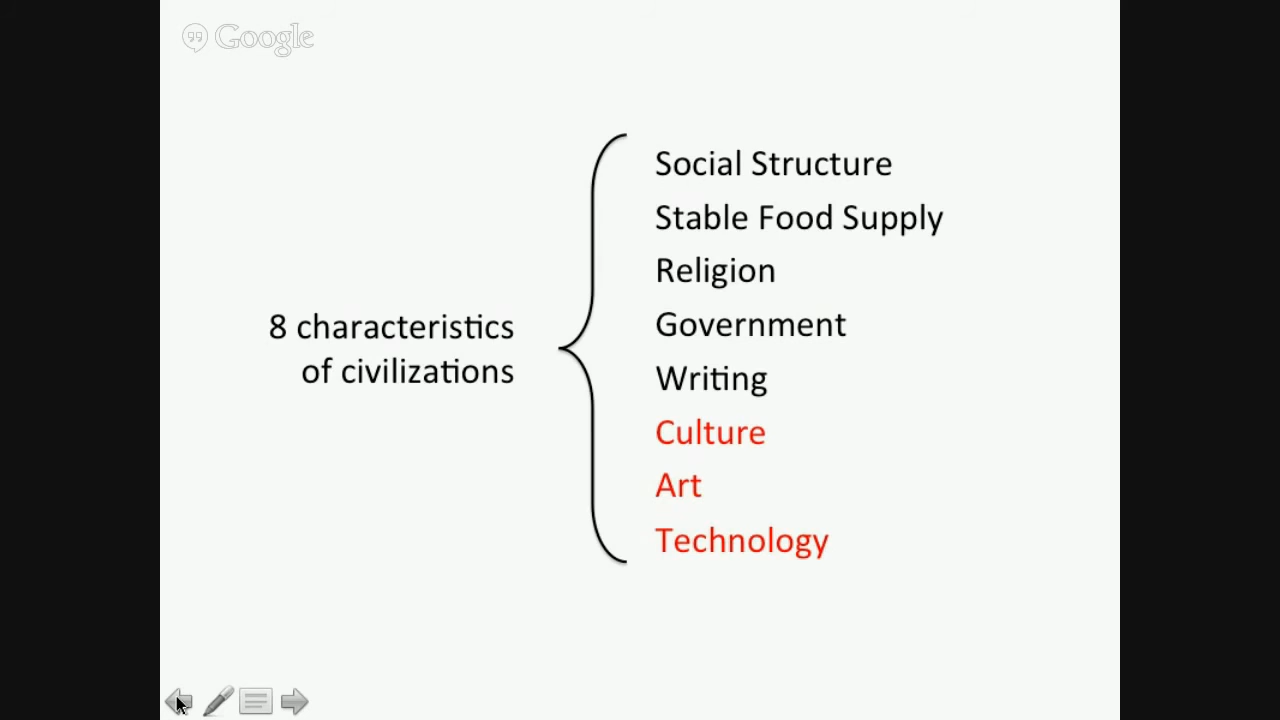 Google
Social Structure
Stable Food Supply
Religion
Government
8 characteristics
of civilizations
Writing
Culture
Art
Technology